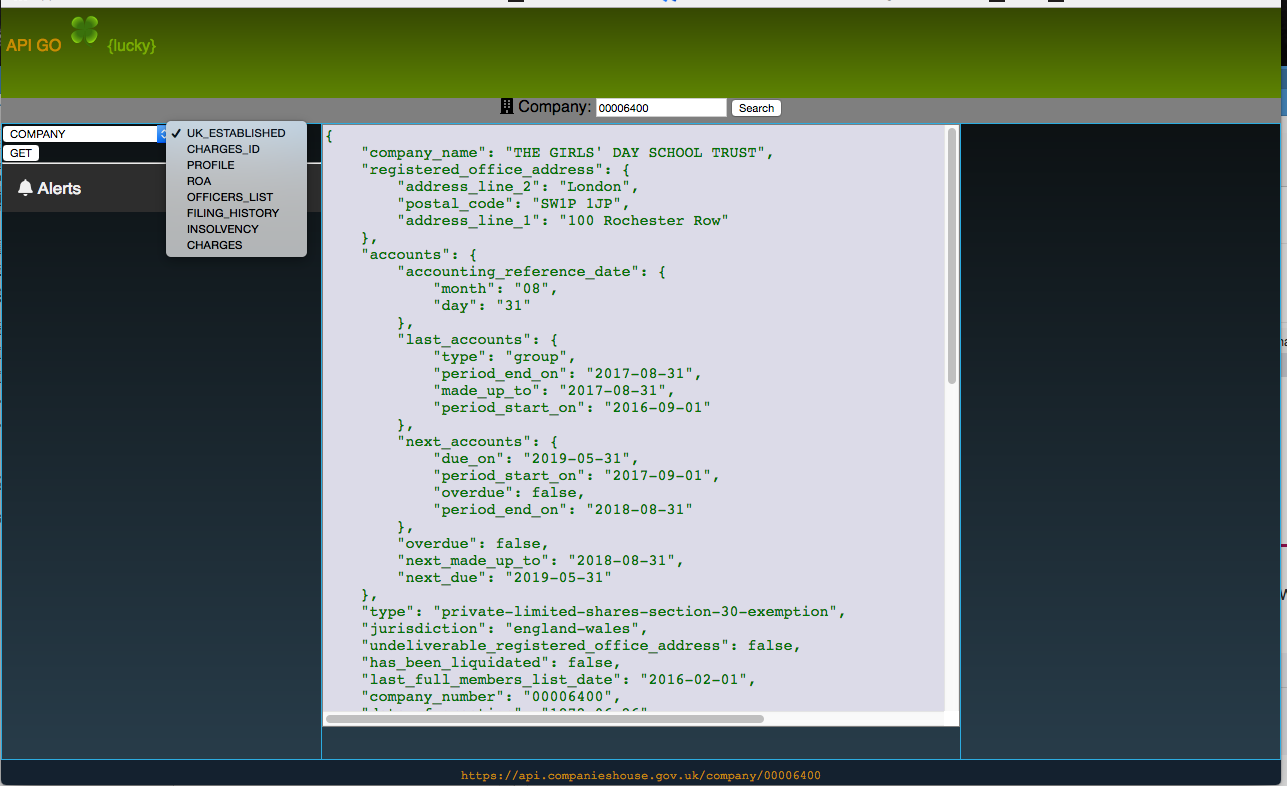 API GO {lucky}
Company: 00006400 Search
COMPANY
GET
Alerts
✓ UK_ESTABLISHED
CHARGES_ID
PROFILE
ROA
OFFICERS_LIST
FILING_HISTORY
INSOLVENCY
CHARGES
{
"company_name": "THE GIRLS' DAY SCHOOL TRUST",
"registered_office_address": {
"address_line_2": "London",
"postal_code": "SW1P 1JP",
"address_line_1": "100 Rochester Row"
},
"accounts": {
"accounting_reference_date": {
"month": "08",
"day": "31"
},
"last_accounts": {
"type": "group",
"period_end_on": "2017-08-31",
"made_up_to": "2017-08-31",
"period_start_on": "2016-09-01"
},
"next_accounts": {
"due_on": "2019-05-31",
"period_start_on": "2017-09-01",
"overdue": false,
"period_end_on": "2018-08-31"
},
"overdue": false,
"next_made_up_to": "2018-08-31",
"next_due": "2019-05-31"
},
"type": "private-limited-shares-section-30-exemption",
"jurisdiction": "england-wales",
"undeliverable_registered_office_address": false,
"has_been_liquidated": false,
"last_full_members_list_date": "2016-02-01",
"company_number": "00006400",
https://api.companieshouse.gov.uk/company/00006400